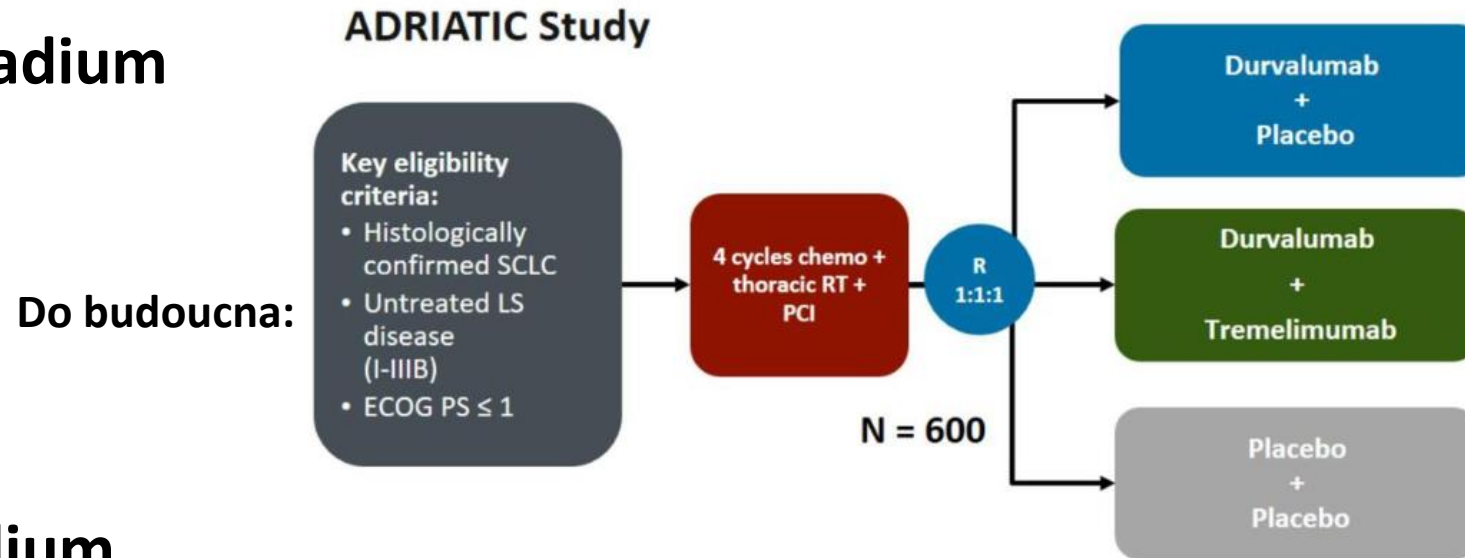 ADRIATIC Study
adium
Do budoucna:
Key eligibility
criteria:
• Histologically
confirmed SCLC
• Untreated LS
disease
(I-IIIB)
• ECOG PS ≤ 1
4 cycles chemo +
thoracic RT +
PCI
R
1:1:1
N = 600
Durvalumab
+
Placebo
Durvalumab
+
Tremelimumab
Placebo
+
Placebo